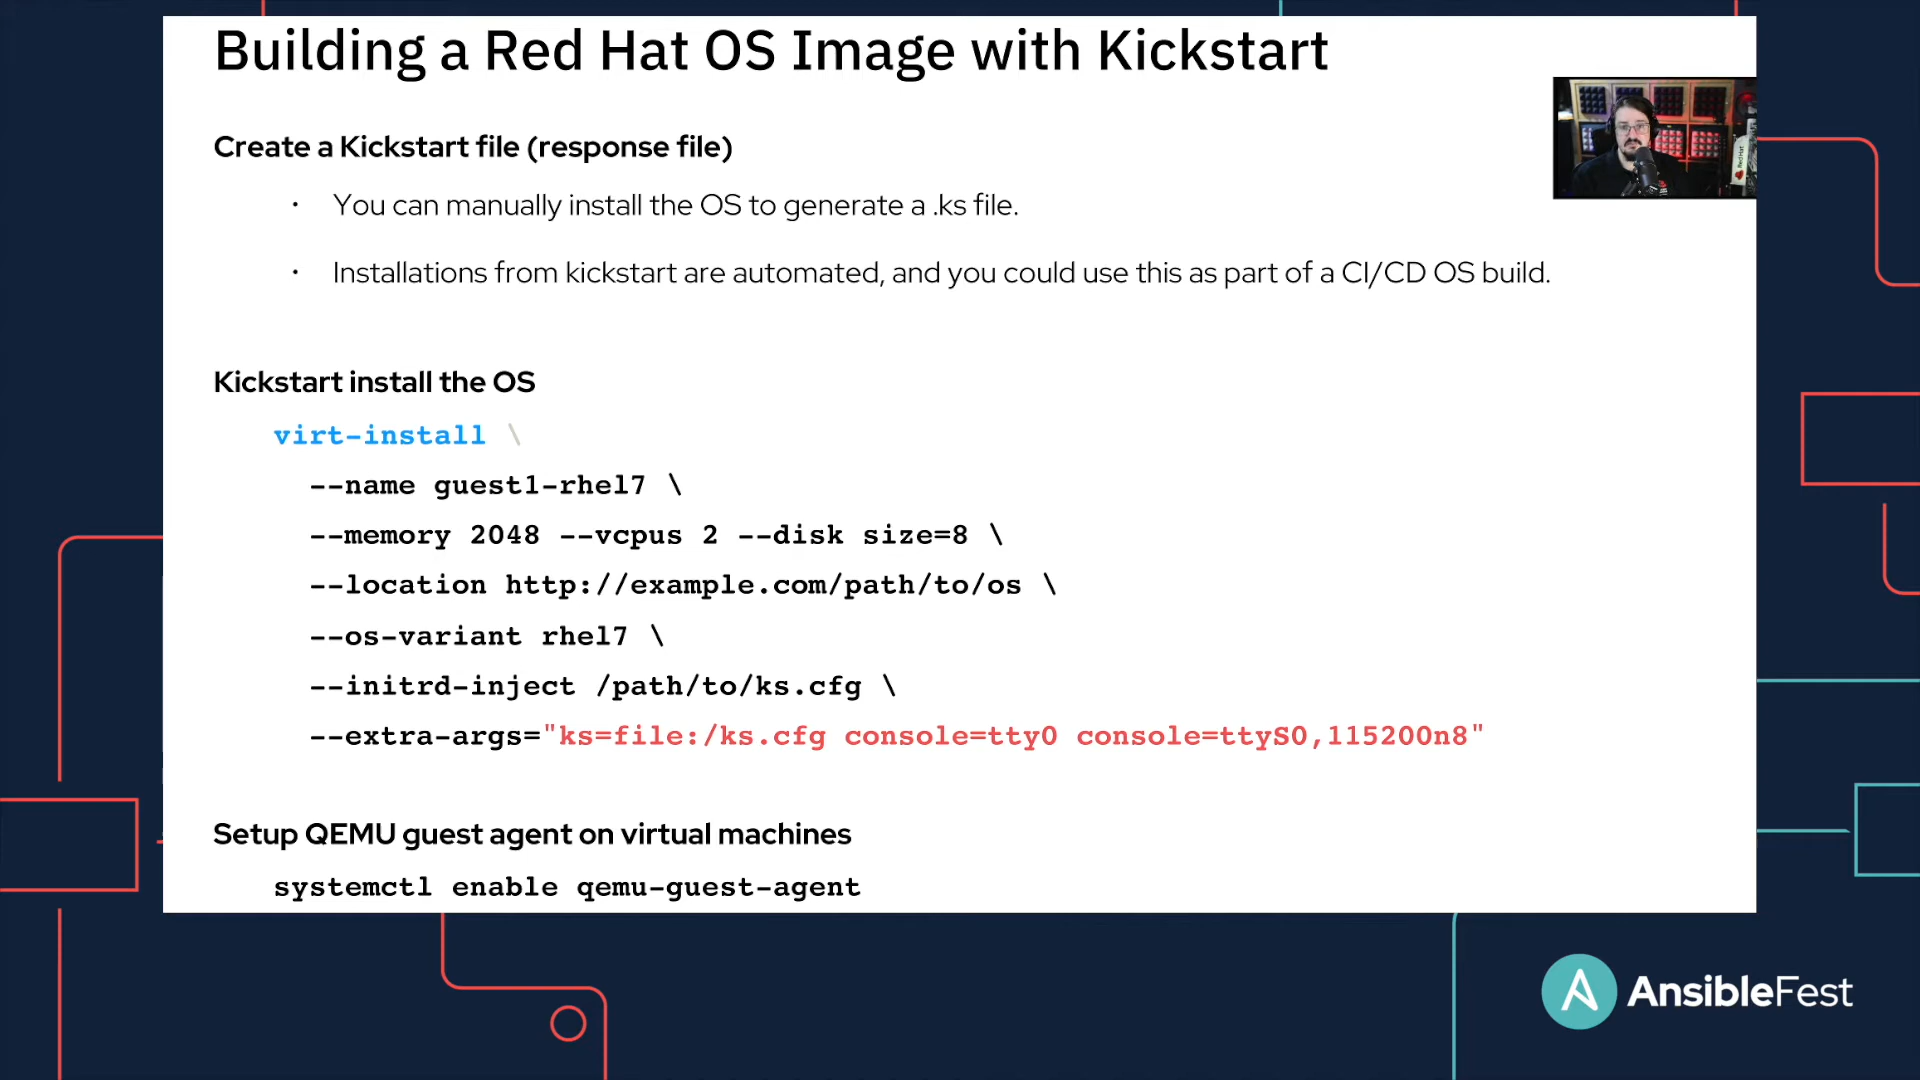 Building a Red Hat OS Image with Kickstart
Create a Kickstart file (response file)
• You can manually install the OS to generate a .ks file.
• Installations from kickstart are automated, and you could use this as part of a CI/CD OS build.
Kickstart install the OS
virt-install \
--name guest1-rhel7 \
--memory 2048 --vcpus 2 --disk size=8 \
--location http://example.com/path/to/os \
--os-variant rhel7 \
--initrd-inject /path/to/ks.cfg \
--extra-args="ks=file:/ks.cfg console=tty0 console=ttyS0,115200n8"
Setup QEMU guest agent on virtual machines
systemctl enable qemu-guest-agent
Red Hat
AnsibleFest